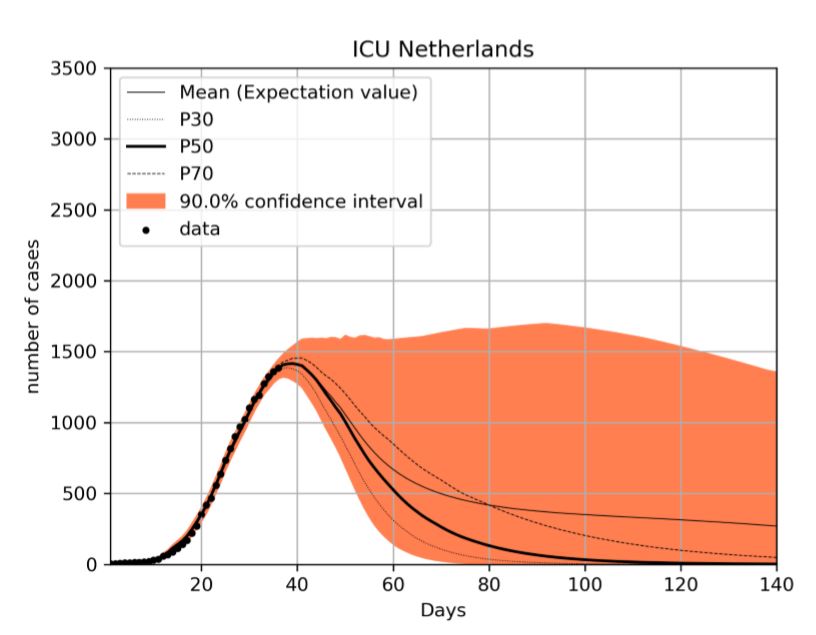 ICU Netherlands
3500
3000
2500
2000
1500
1000
500
0
number of cases
Mean (Expectation value)
P30
P50
P70
90.0% confidence interval
data
20 40 60 80 100 120 140
Days